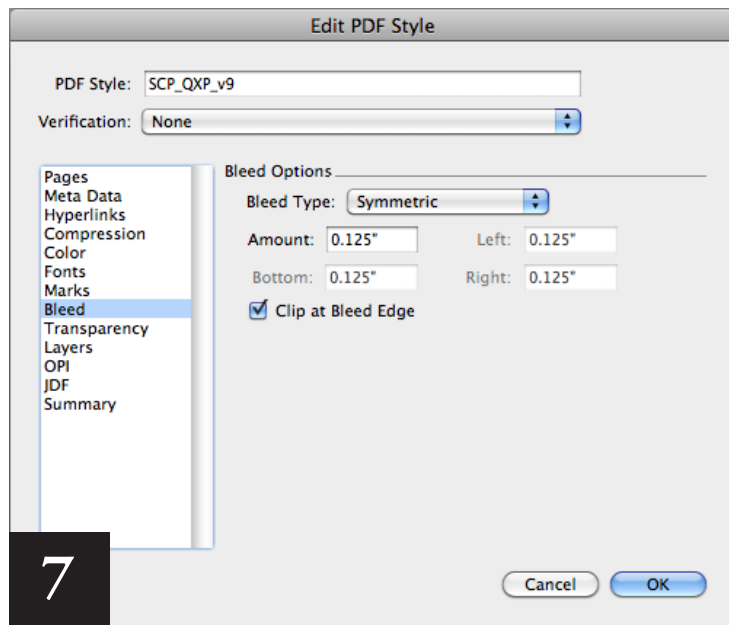 Edit PDF Style
PDF Style: SCP_QXP_v9
Verification: None
Pages
Meta Data
Hyperlinks
Compression
Color
Fonts
Marks
Bleed
Transparency
Layers
OPI
JDF
Summary
Bleed Options
Bleed Type: Symmetric
Amount: 0.125" Left: 0.125"
Bottom: 0.125" Right: 0.125"
Clip at Bleed Edge
7
Cancel OK